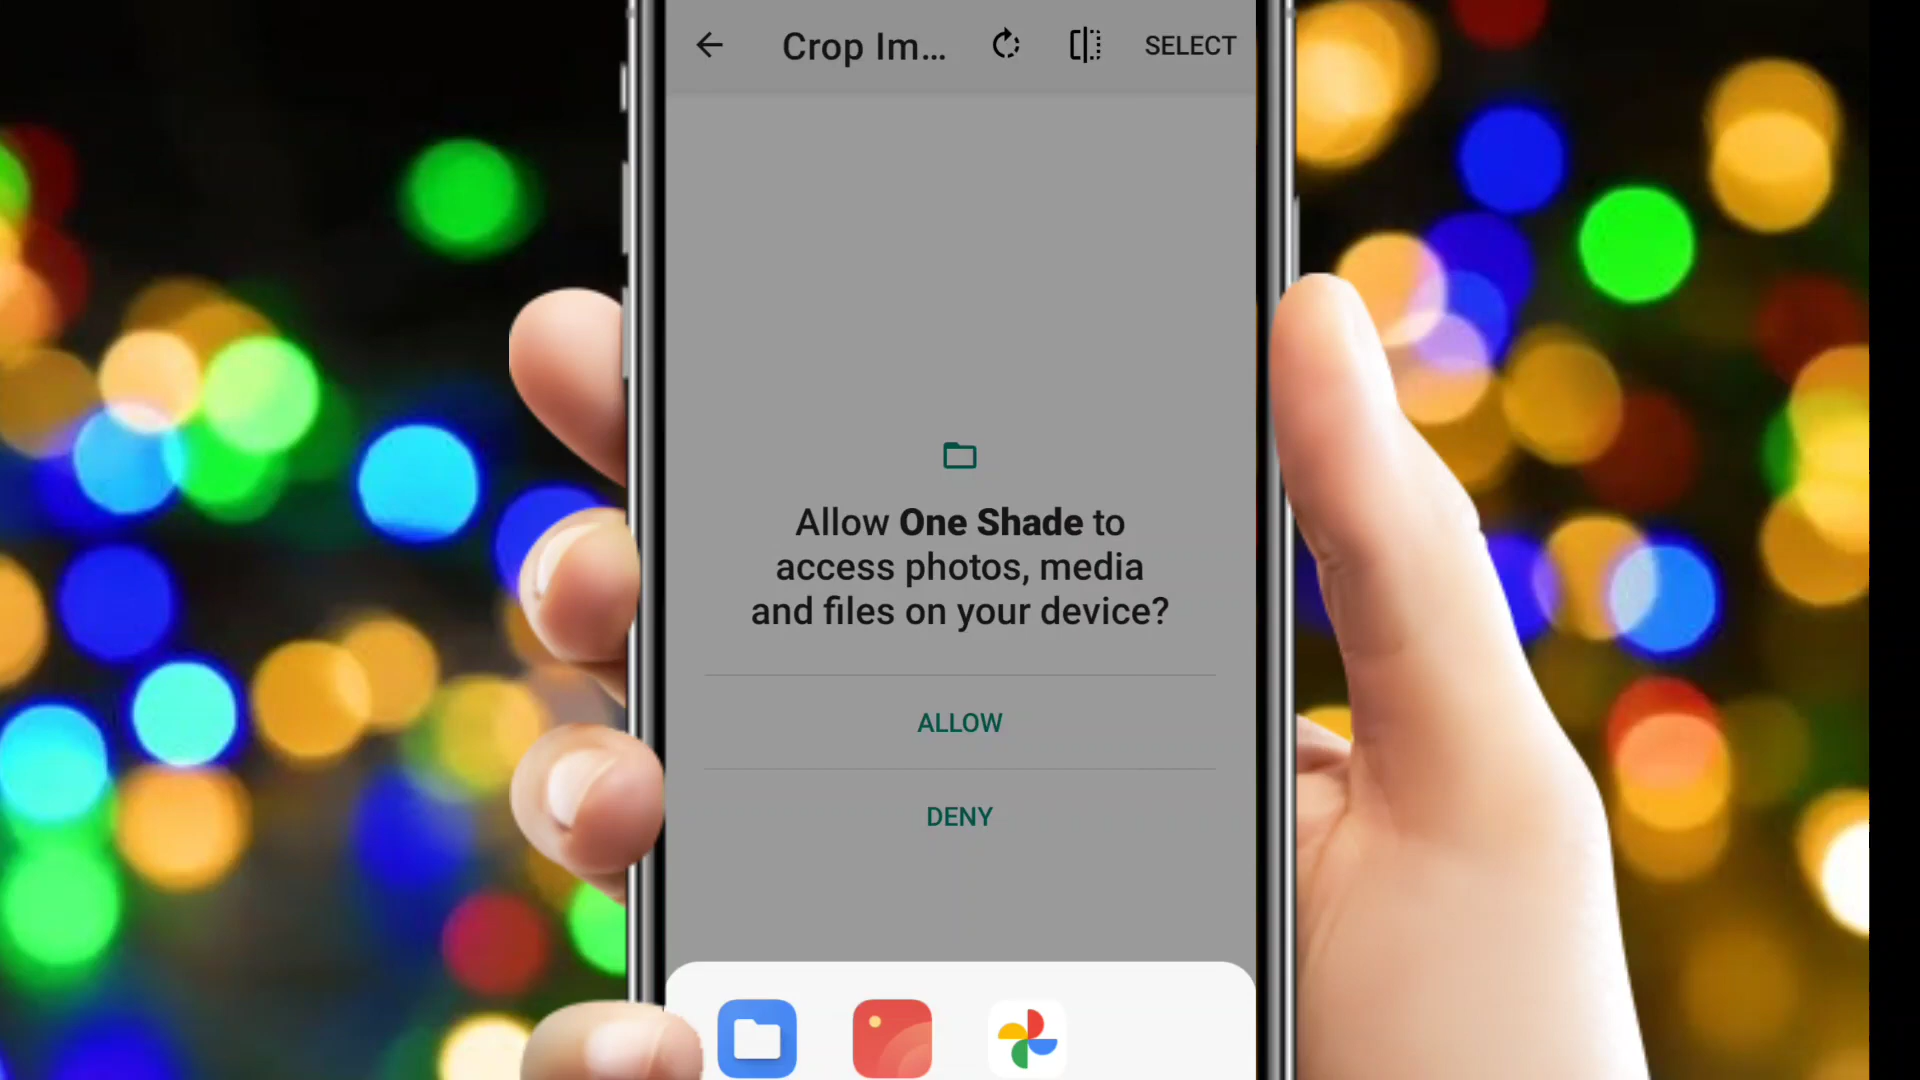 Crop Im...
SELECT
Allow One Shade to
access photos, media
and files on your device?
ALLOW
DENY